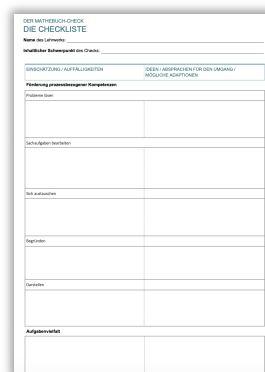 DER MATHEBUCH-CHECK
DIE CHECKLISTE
Name des Lehrwerks:
Inhaltlicher Schwerpunkt des Checks:
EINSCHÄTZUNG / AUFFÄLLIGKEITEN
IDEEN / ABSPRACHEN FÜR DEN UMGANG /
MÖGLICHE ADAPTIONEN
Förderung prozessbezogener Kompetenzen
Probleme lösen
Sachaufgaben bearbeiten
Sich austauschen
Begründen
Darstellen
Aufgabenvielfalt